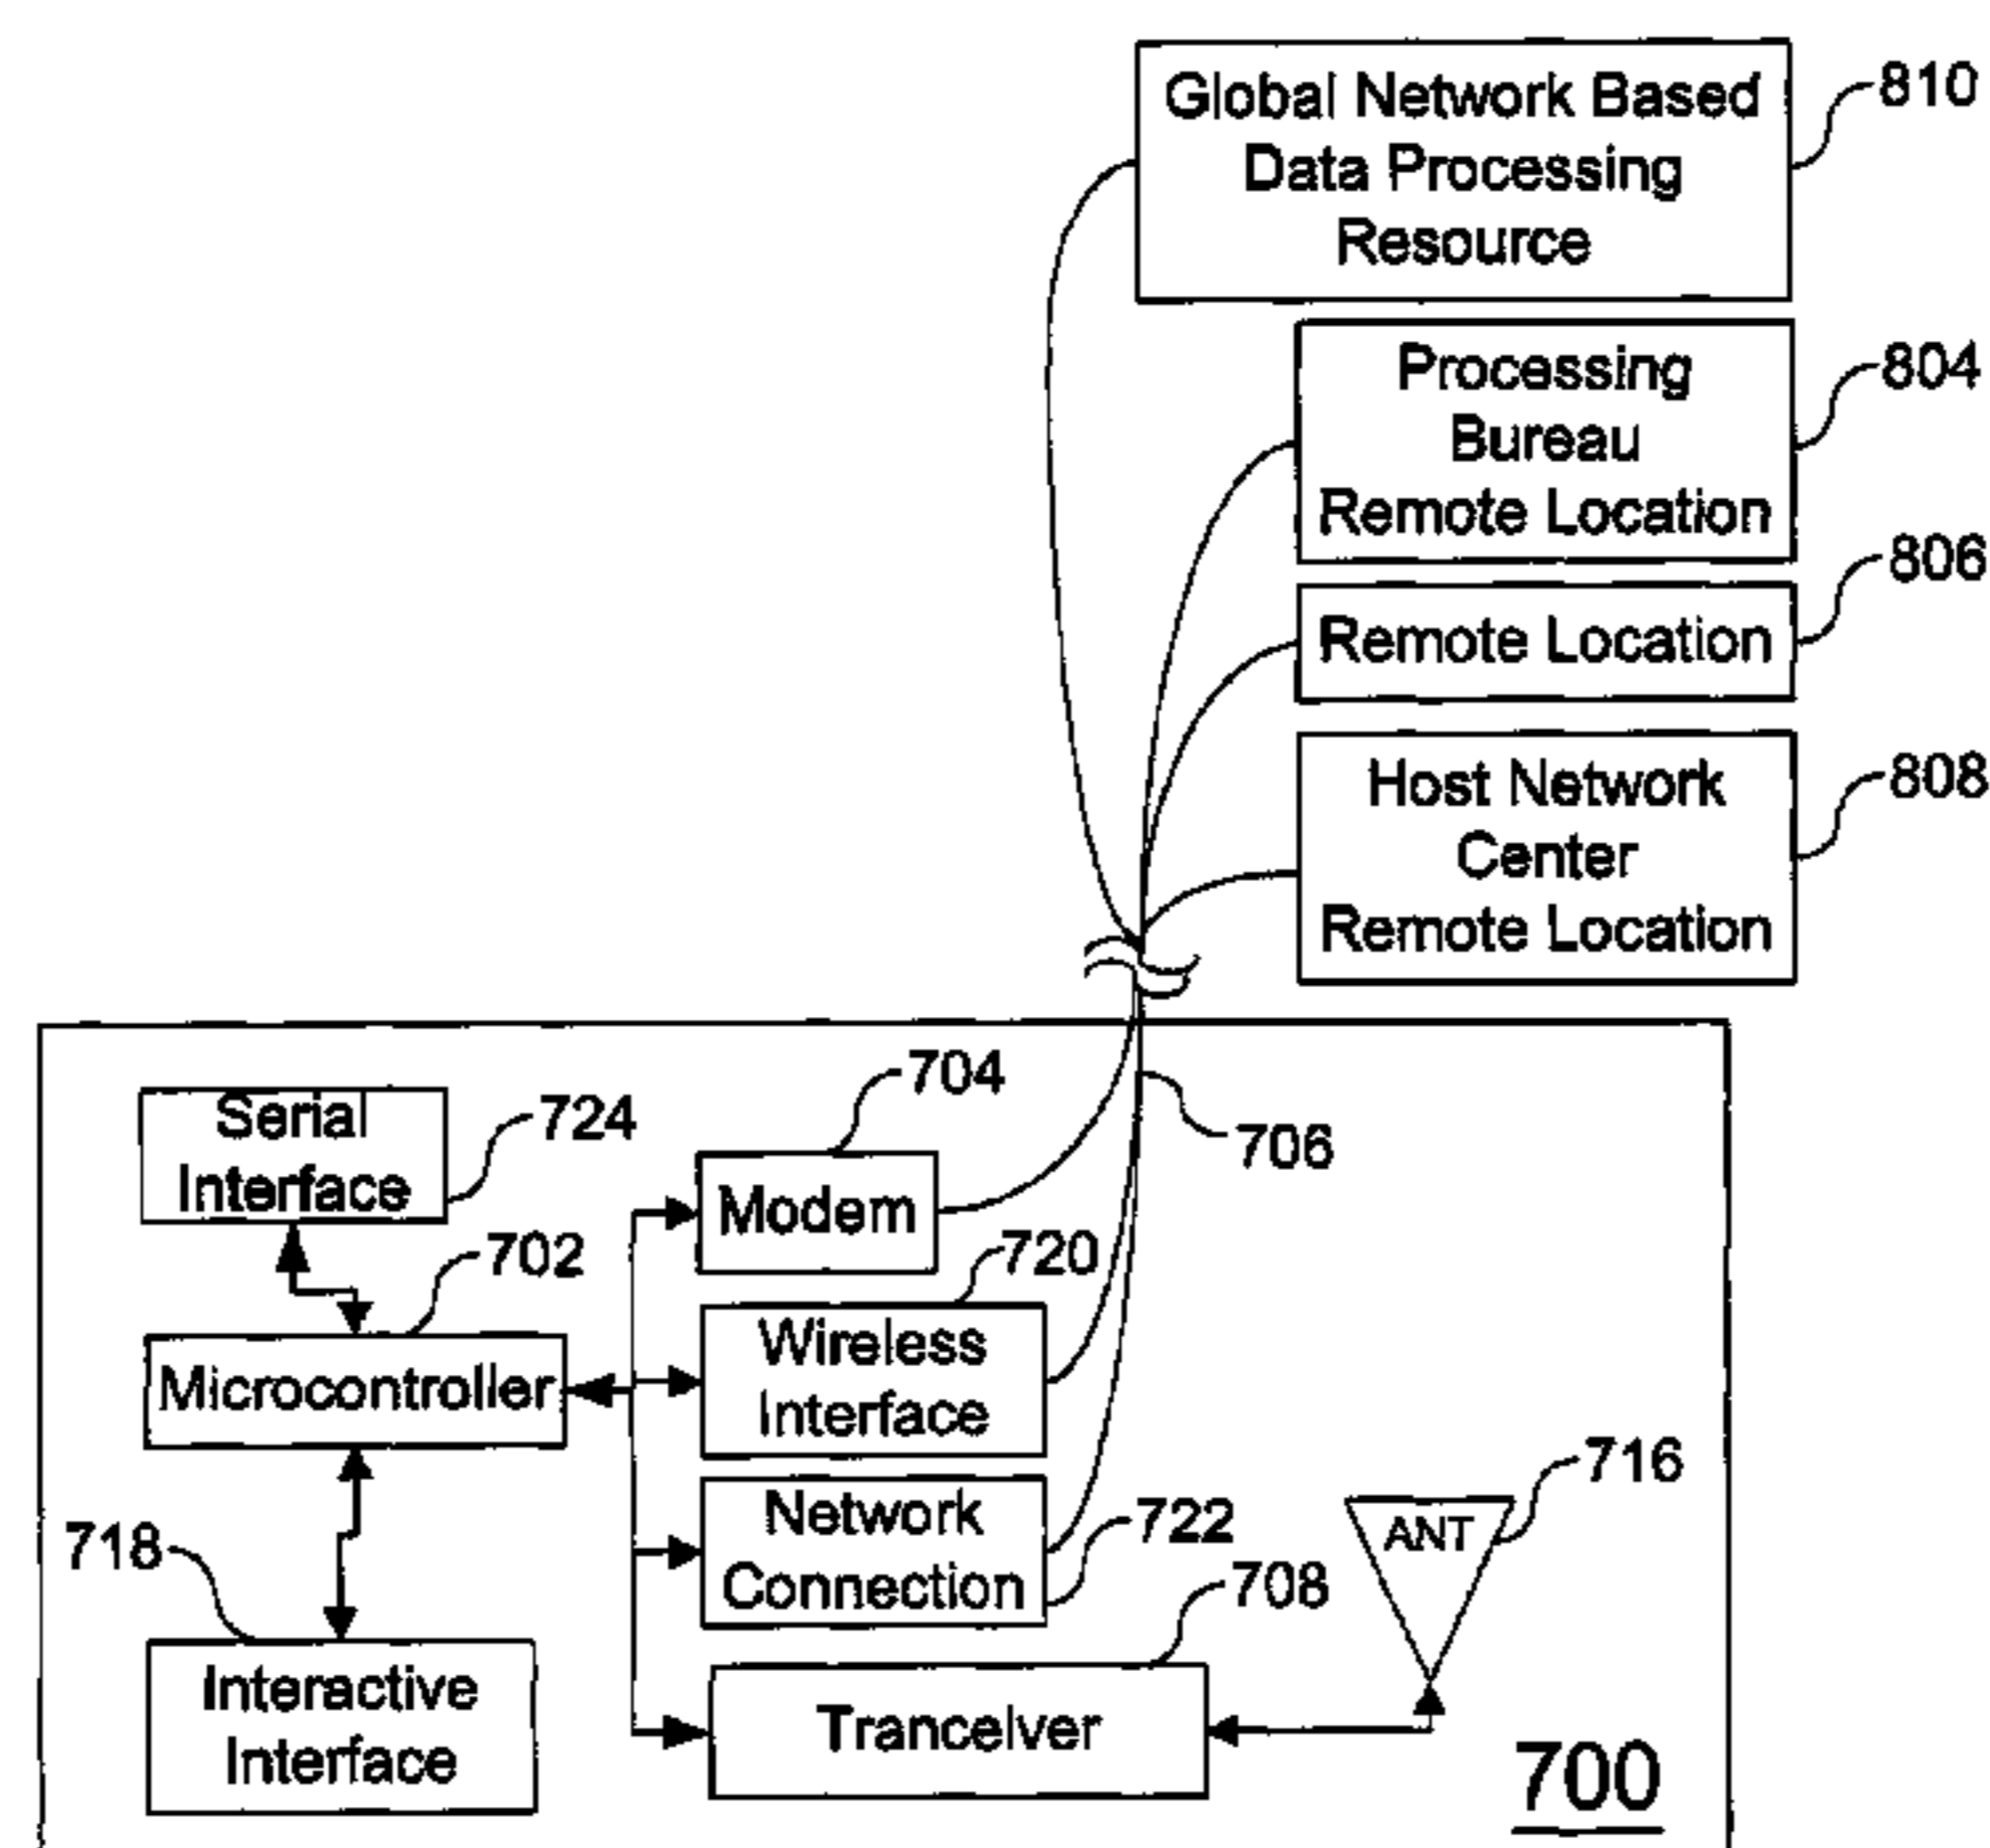 Global Network Based
Data Processing
Resource
810
Processing
Bureau
Remote Location
804
806
Remote Location
Host Network
Center
Remote Location
808
704
Serial
Interface
724
706
Modem
702
720
Wireless
Interface
Microcontroller
716
ANT
Network
Connection
722
718
708
Interactive
Interface
Trancelver
700